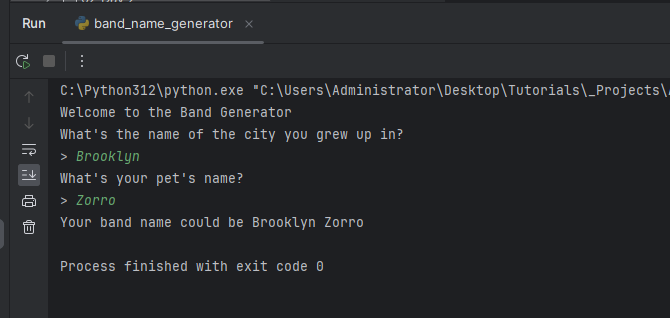 Run band_name_generator
C:\Python312\python.exe "C:\Users\Administrator\Desktop\Tutorials\_Projects\
Welcome to the Band Generator
What's the name of the city you grew up in?
> Brooklyn
What's your pet's name?
> Zorro
Your band name could be Brooklyn Zorro
Process finished with exit code 0